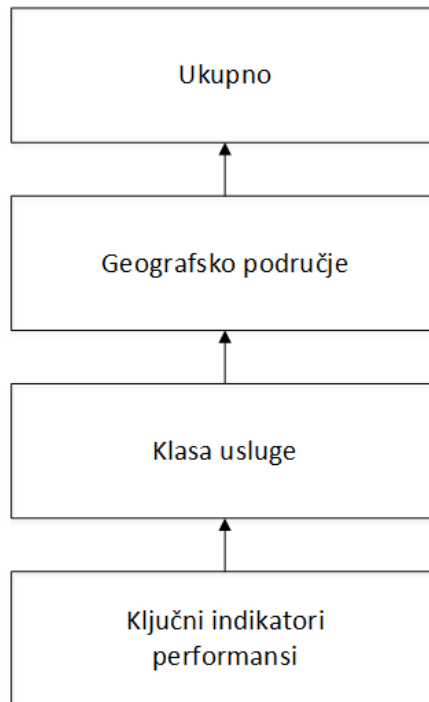 Ukupno
Geografsko područje
Klasa usluge
Ključni indikatori
performansi